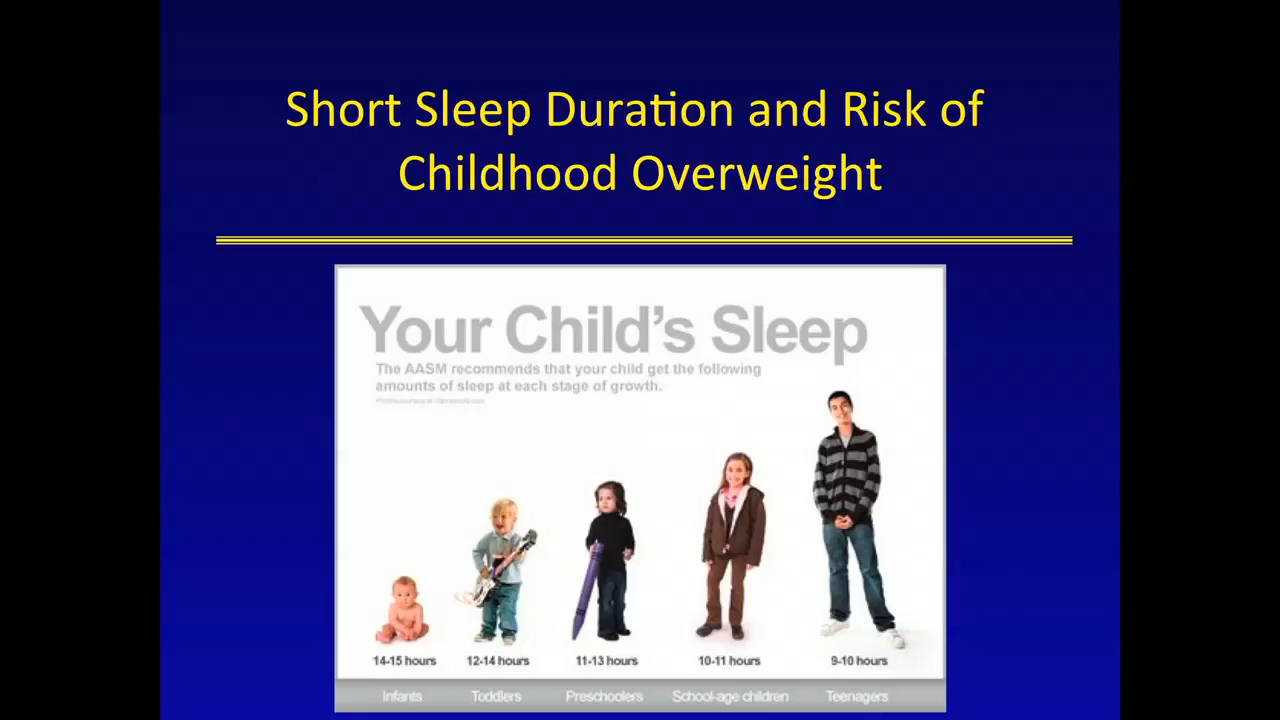 Short Sleep Duration and Risk of
Childhood Overweight
Your Child's Sleep
The AASM recommends that your child get the following
amounts of sleep at each stage of growth.
14-15 hours 12-14 hours 11-13 hours 10-11 hours 9-10 hours
Infants Toddlers Preschoolers School-age children Teenagers